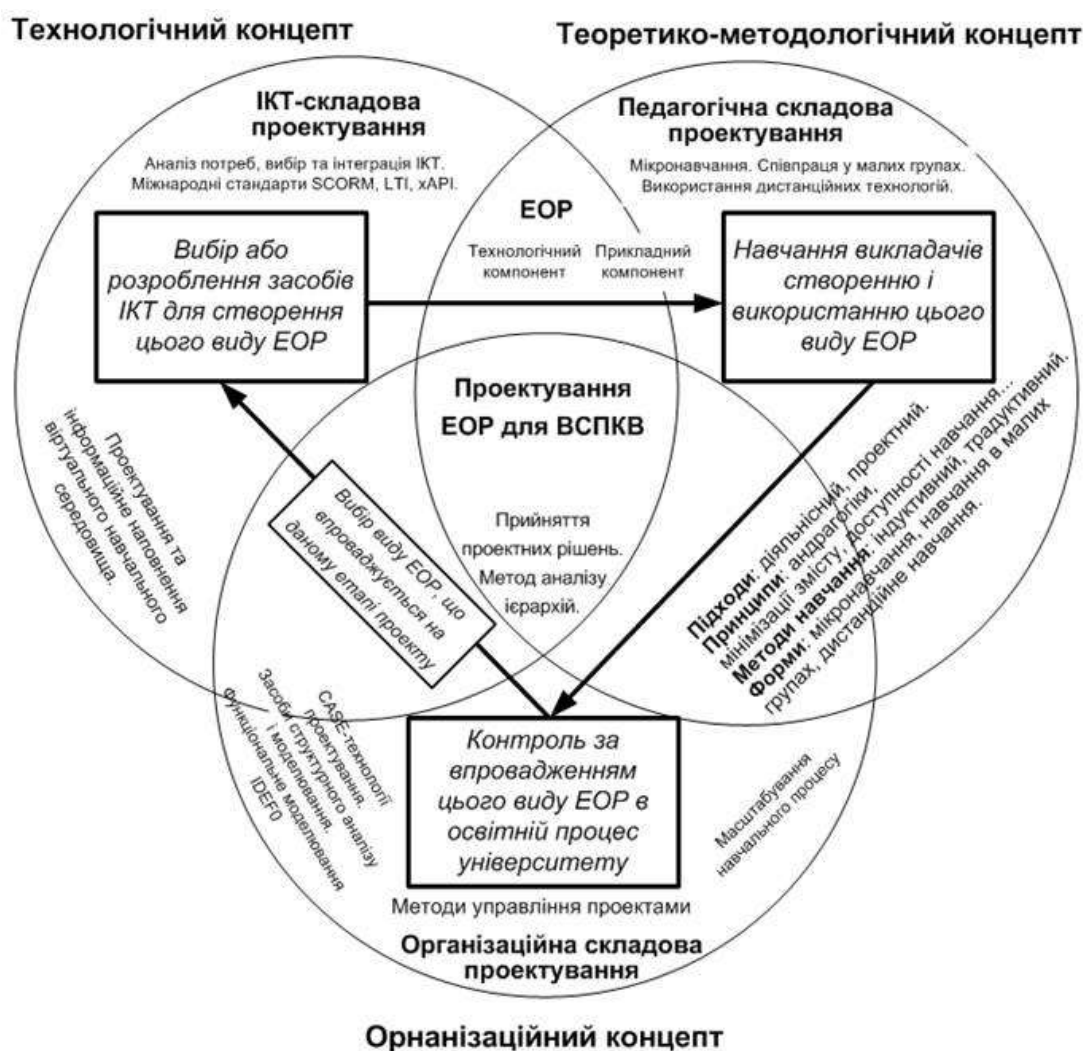 Технологічний концепт
Теоретико-методологічний концепт
ІКТ-складова
проектування
Аналіз потреб, вибір та інтеграція ІКТ.
Міжнародні стандарти SCORM, LTI, xAPI.
Педагогічна складова
проектування
Мікронавчання. Співпраця у малих групах.
Використання дистанційних технологій.
ЕОР
Технологічний
компонент
Прикладний
компонент
Вибір або
розроблення засобів
ІКТ для створення
цього виду ЕОР
Навчання викладачів
створенню і
використанню цього
виду ЕОР
Проектування
ЕОР для ВСПКВ
Прийняття
проектних рішень.
Метод аналізу
ієрархій.
Проектування та
інформаційне наповнення
віртуального навчального
середовища.
Вибір виду ЕОР, що
впроваджується на
даному етапі проекту
Підходи: діяльнісний, проектний.
Принципи: андрагогіки,
мінімізації змісту, доступності навчання...
Методи навчання: індуктивний, традуктивний.
Форми: мікронавчання, навчання в малих
групах, дистанційне навчання.
CASE-технології
проектування.
Засоби структурного аналізу
і моделювання.
Функціональне моделювання
IDEF0
Контроль за
впровадженням
цього виду ЕОР в
освітній процес
університету
Масштабування
навчального процесу
Методи управління проектами
Організаційна складова
проектування
Орнанізаційний концепт